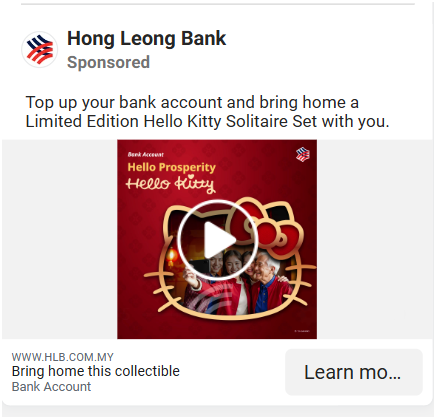 Hong Leong Bank
Sponsored
Top up your bank account and bring home a
Limited Edition Hello Kitty Solitaire Set with you.
Bank Account
Hello Prosperity
Hello Kitty
WWW.HLB.COM.MY
Bring home this collectible
Bank Account
Learn mo...